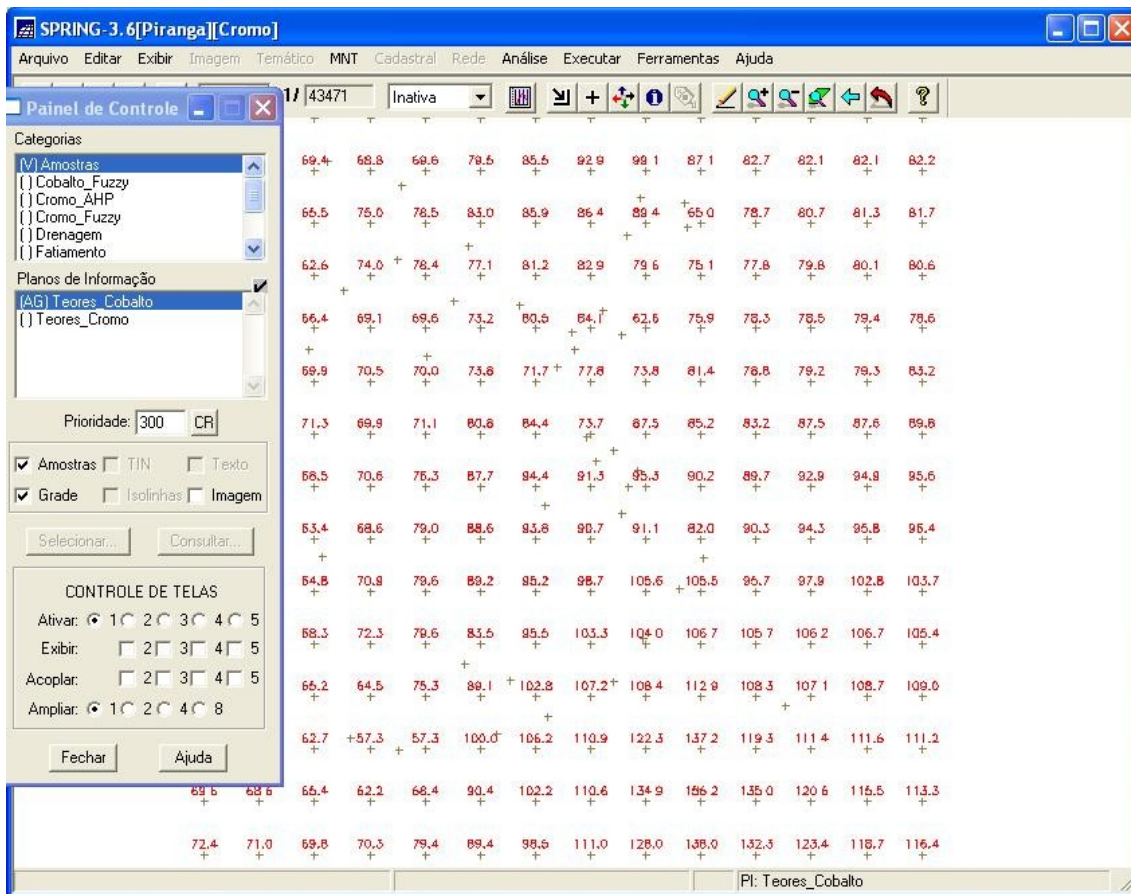 SPRING-3.6[Piranga][Cromo]
Arquivo Editar Exibir Imagem Temático MNT Cadastral Rede Análise Executar Ferramentas Ajuda
1/ 43471 Inativa
Painel de Controle
Categorias
(V) Amostras
( ) Cobalto_Fuzzy
( ) Cromo_AHP
( ) Cromo_Fuzzy
( ) Drenagem
( ) Fatiamento
Planos de Informação
(AG) Teores_Cobalto
( ) Teores_Cromo
Prioridade: 300 CR
Amostras TIN Texto
Grade Isolinhas Imagem
Selecionar... Consultar...
CONTROLE DE TELAS
Ativar: 1 2 3 4 5
Exibir: 2 3 4 5
Acoplar: 2 3 4 5
Ampliar: 1 2 4 8
Fechar Ajuda
69.4 68.8 69.6 79.5 85.5 92.9 99.1 87.1 82.7 82.1 82.1 82.2
65.5 75.0 78.5 83.0 85.9 86.4 89.4 65.0 78.7 80.7 81.3 81.7
62.6 74.0 78.4 77.1 81.2 82.9 79.6 75.1 77.8 79.8 80.1 80.6
66.4 69.1 69.6 73.2 80.5 84.1 62.6 75.9 78.3 78.5 79.4 78.6
69.9 70.5 70.0 73.8 71.7 77.8 73.8 81.4 78.8 79.2 79.3 83.2
71.3 69.9 71.1 80.8 84.4 73.7 87.5 85.2 83.2 87.5 87.6 89.8
70.6 75.3 87.7 94.4 91.3 95.3 90.2 89.7 92.9 94.9 95.6
68.6 79.0 88.6 93.8 90.7 91.1 82.0 90.3 94.3 95.8 96.4
70.9 79.6 89.2 95.2 98.7 105.6 105.5 95.7 97.9 102.8 103.7
72.3 79.6 83.5 95.5 103.3 104.0 106.7 105.7 106.2 106.7 105.4
65.2 64.5 75.3 89.1 102.8 107.2 108.4 112.9 108.3 107.1 108.7 109.0
62.7 57.3 57.3 100.0 106.2 110.9 122.3 137.2 119.3 111.4 111.6 111.2
69.6 68.6 65.4 62.2 68.4 90.4 102.2 110.6 134.9 156.2 135.0 120.6 115.5 113.3
72.4 71.0 69.8 70.3 79.4 89.4 98.5 111.0 128.0 138.0 132.3 123.4 118.7 116.4
PI: Teores_Cobalto